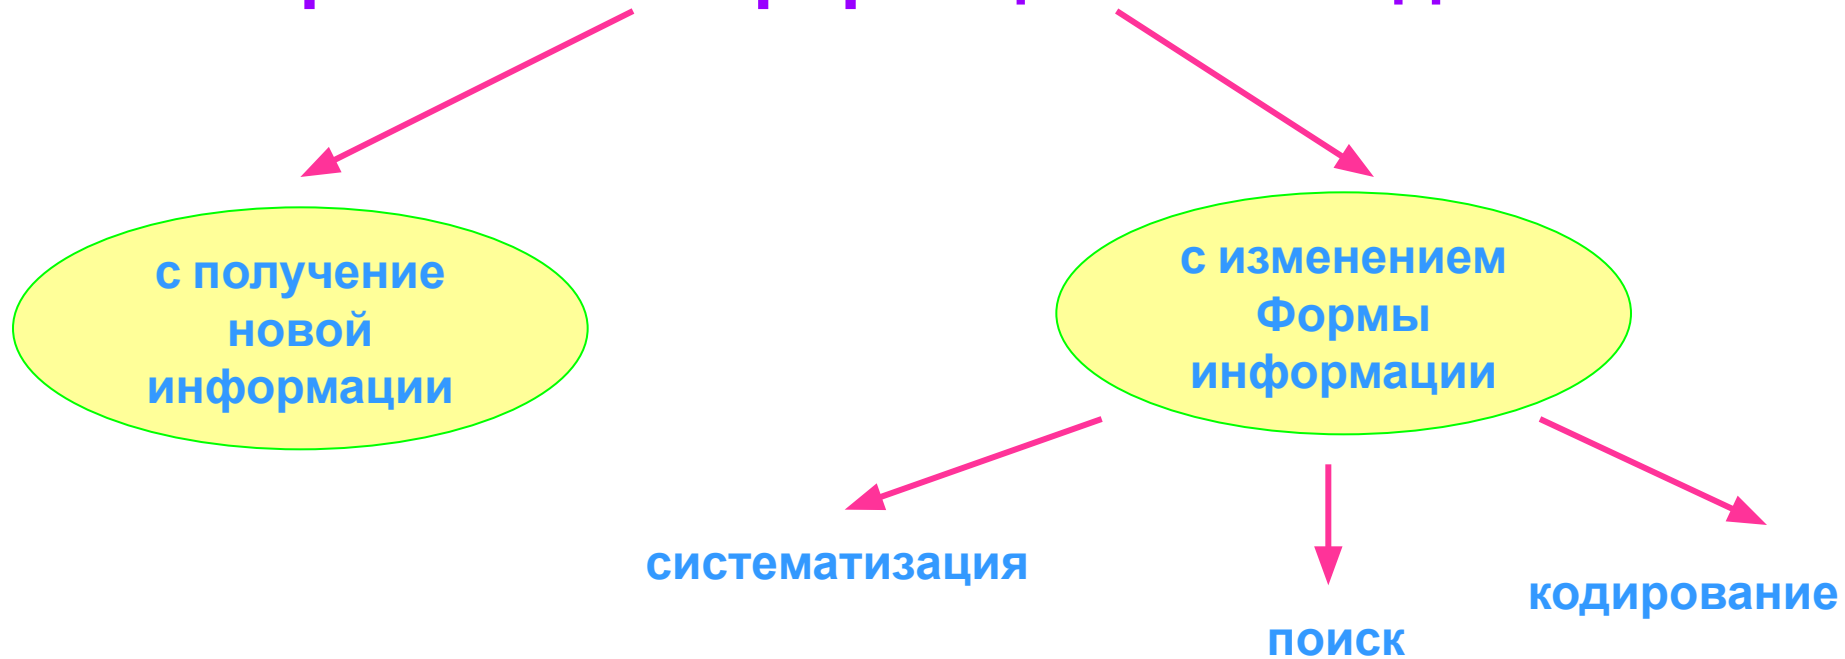 с получение
новой
информации
с изменением
Формы
информации
систематизация
поиск
кодирование